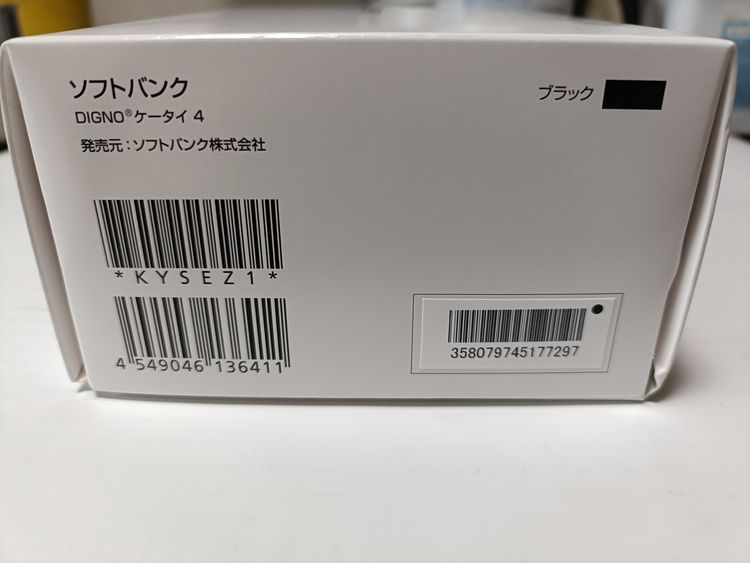 ソフトバンク
DIGNO®ケータイ 4
発売元：ソフトバンク株式会社
ブラック
*KYSEZ1*
4 549046 136411
358079745177297